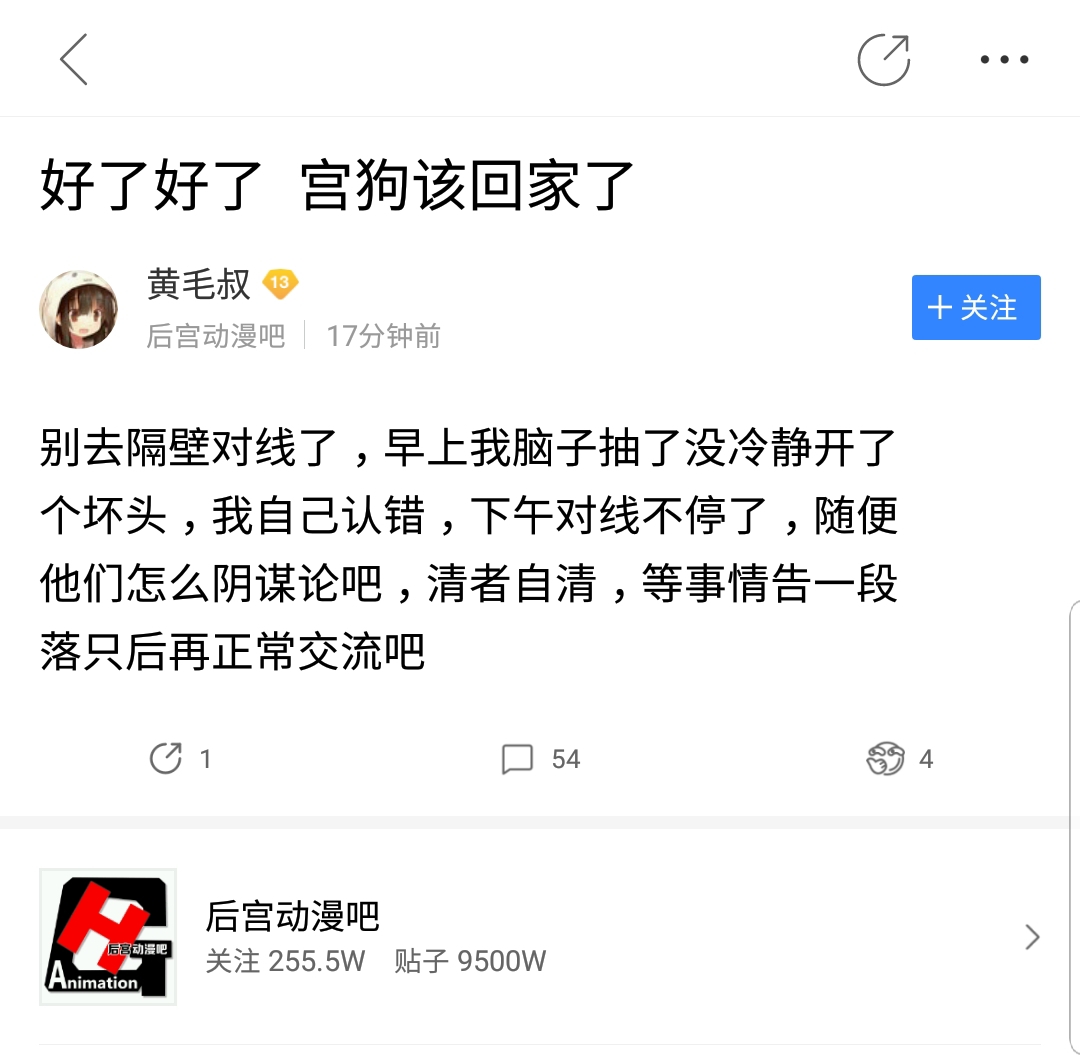 好了好了 宫狗该回家了
黄毛叔 13
后宫动漫吧 17分钟前
+关注
别去隔壁对线了，早上我脑子抽了没冷静开了
个坏头，我自己认错，下午对线不停了，随便
他们怎么阴谋论吧，清者自清，等事情告一段
落只后再正常交流吧
1 54 4
后宫动漫吧
Animation
后宫动漫吧
关注 255.5W 贴子 9500W